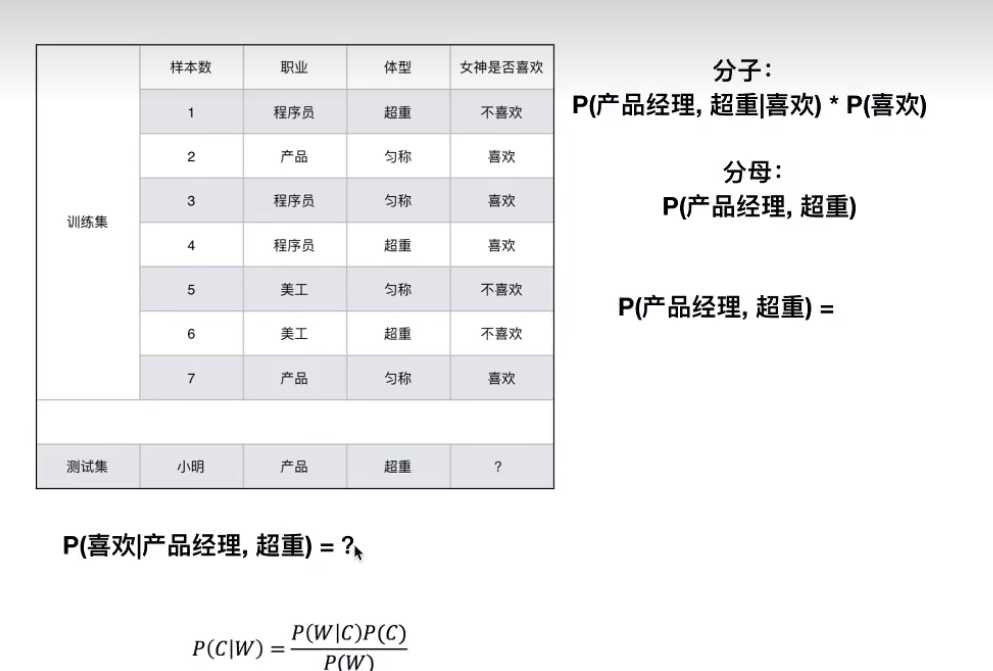 样本数 职业 体型 女神是否喜欢
1 程序员 超重 不喜欢
2 产品 匀称 喜欢
3 程序员 匀称 喜欢
训练集
4 程序员 超重 喜欢
5 美工 匀称 不喜欢
6 美工 超重 不喜欢
7 产品 匀称 喜欢
测试集 小明 产品 超重 ?
分子:
P(产品经理, 超重|喜欢) * P(喜欢)
分母:
P(产品经理, 超重)
P(产品经理, 超重) =
P(喜欢|产品经理, 超重) = ?
P(C|W) = P(W|C)P(C)
P(W)